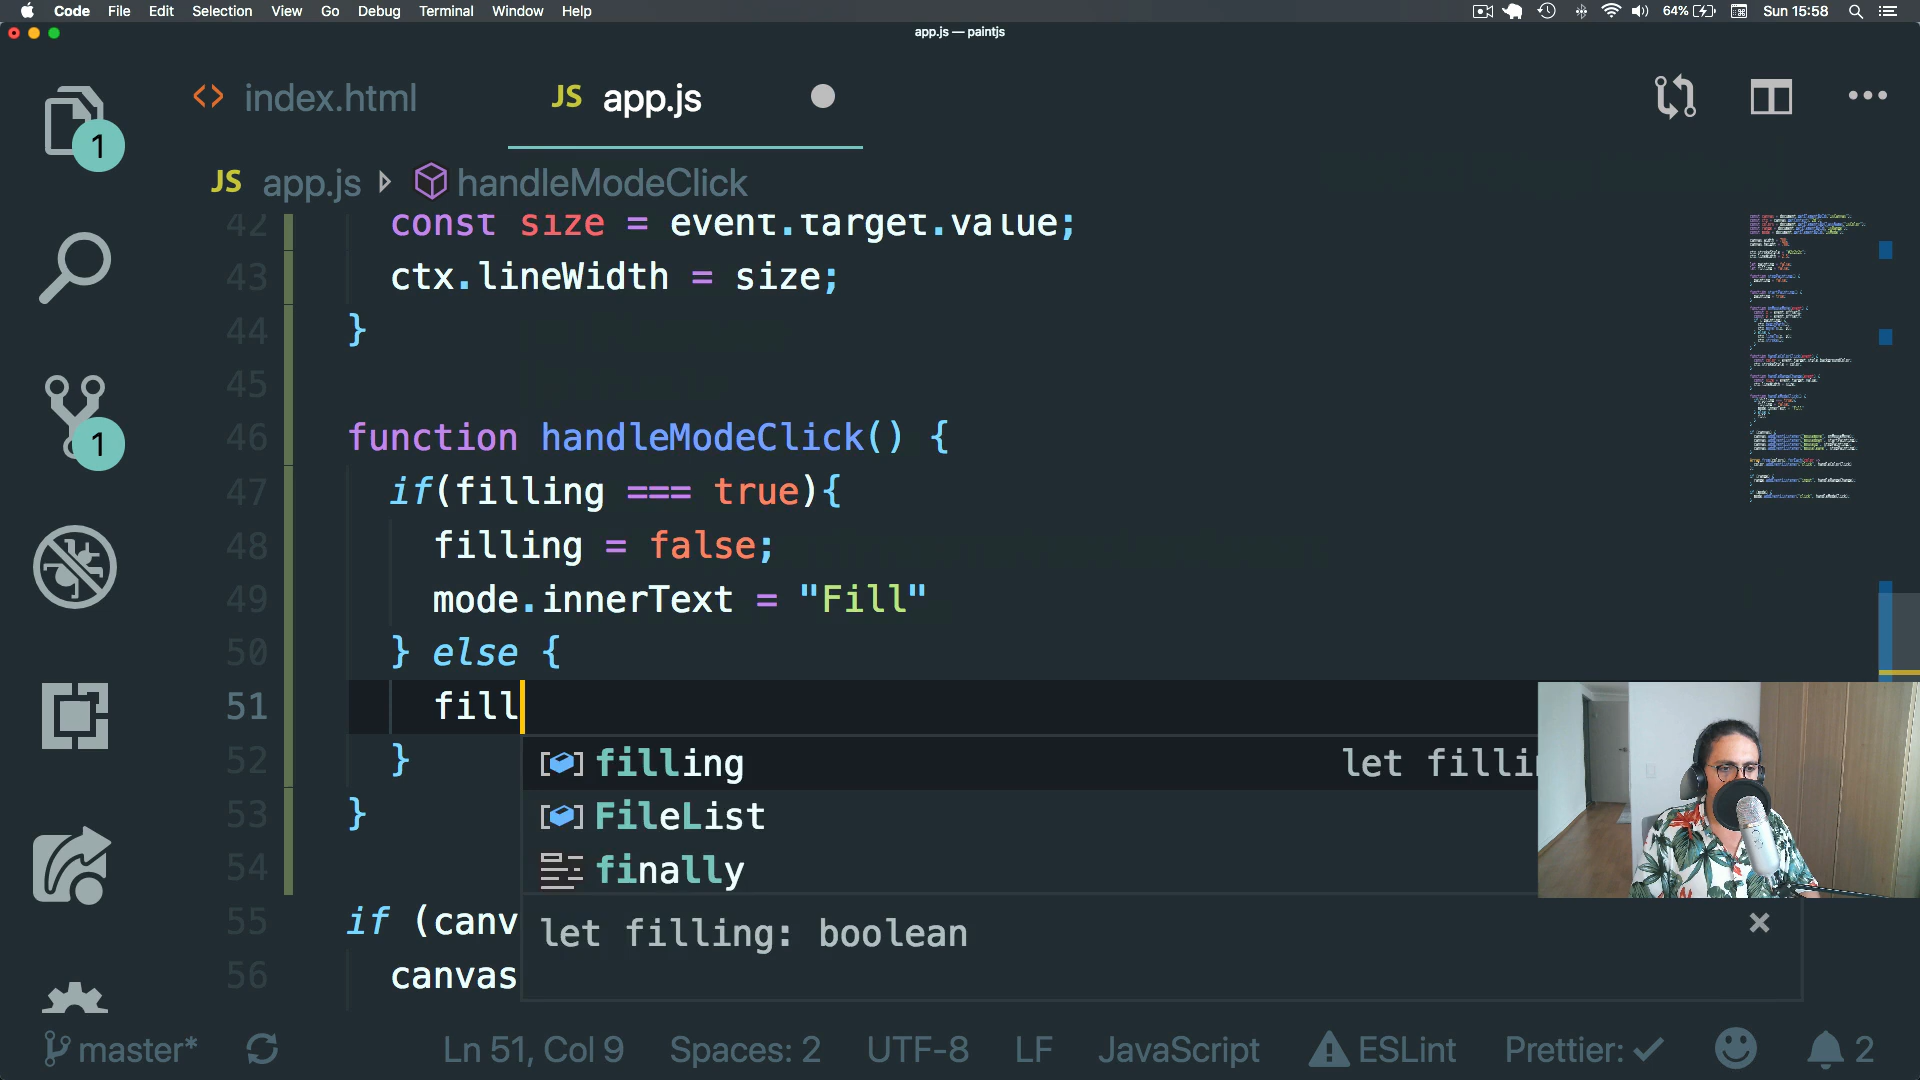 Code File Edit Selection View Go Debug Terminal Window Help 64% Sun 15:58
app.js — paintjs
<> index.html JS app.js
JS app.js handleModeClick
42 const size = event.target.value;
43 ctx.lineWidth = size;
44 }
45
46 function handleModeClick() {
47 if(filling === true){
48 filling = false;
49 mode.innerText = "Fill"
50 } else {
51 fill
52 }
53 }
54
55 if (canv
56 canvas
filling let fillin
FileList
finally
let filling: boolean
1
1
master* Ln 51, Col 9 Spaces: 2 UTF-8 LF JavaScript ESLint Prettier: ✓ 2